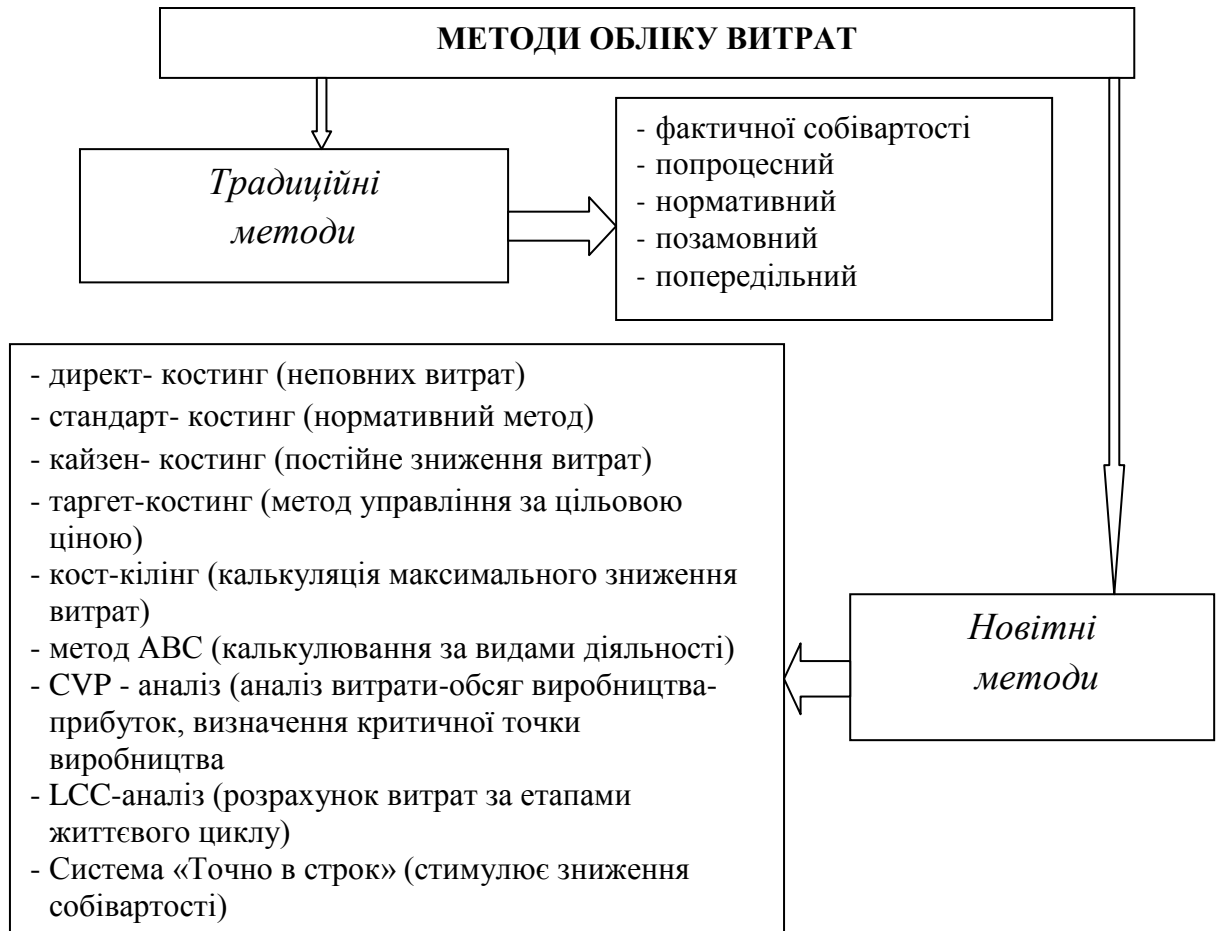 МЕТОДИ ОБЛІКУ ВИТРАТ
Традиційні
методи
- фактичної собівартості
- попроцесний
- нормативний
- позамовний
- попередільний
- директ- костинг (неповних витрат)
- стандарт- костинг (нормативний метод)
- кайзен- костинг (постійне зниження витрат)
- таргет-костинг (метод управління за цільовою
ціною)
- кост-кілінг (калькуляція максимального зниження
витрат)
- метод АВС (калькулювання за видами діяльності)
- CVP - аналіз (аналіз витрати-обсяг виробництва-
прибуток, визначення критичної точки
виробництва
- LCC-аналіз (розрахунок витрат за етапами
життєвого циклу)
- Система «Точно в строк» (стимулює зниження
собівартості)
Новітні
методи